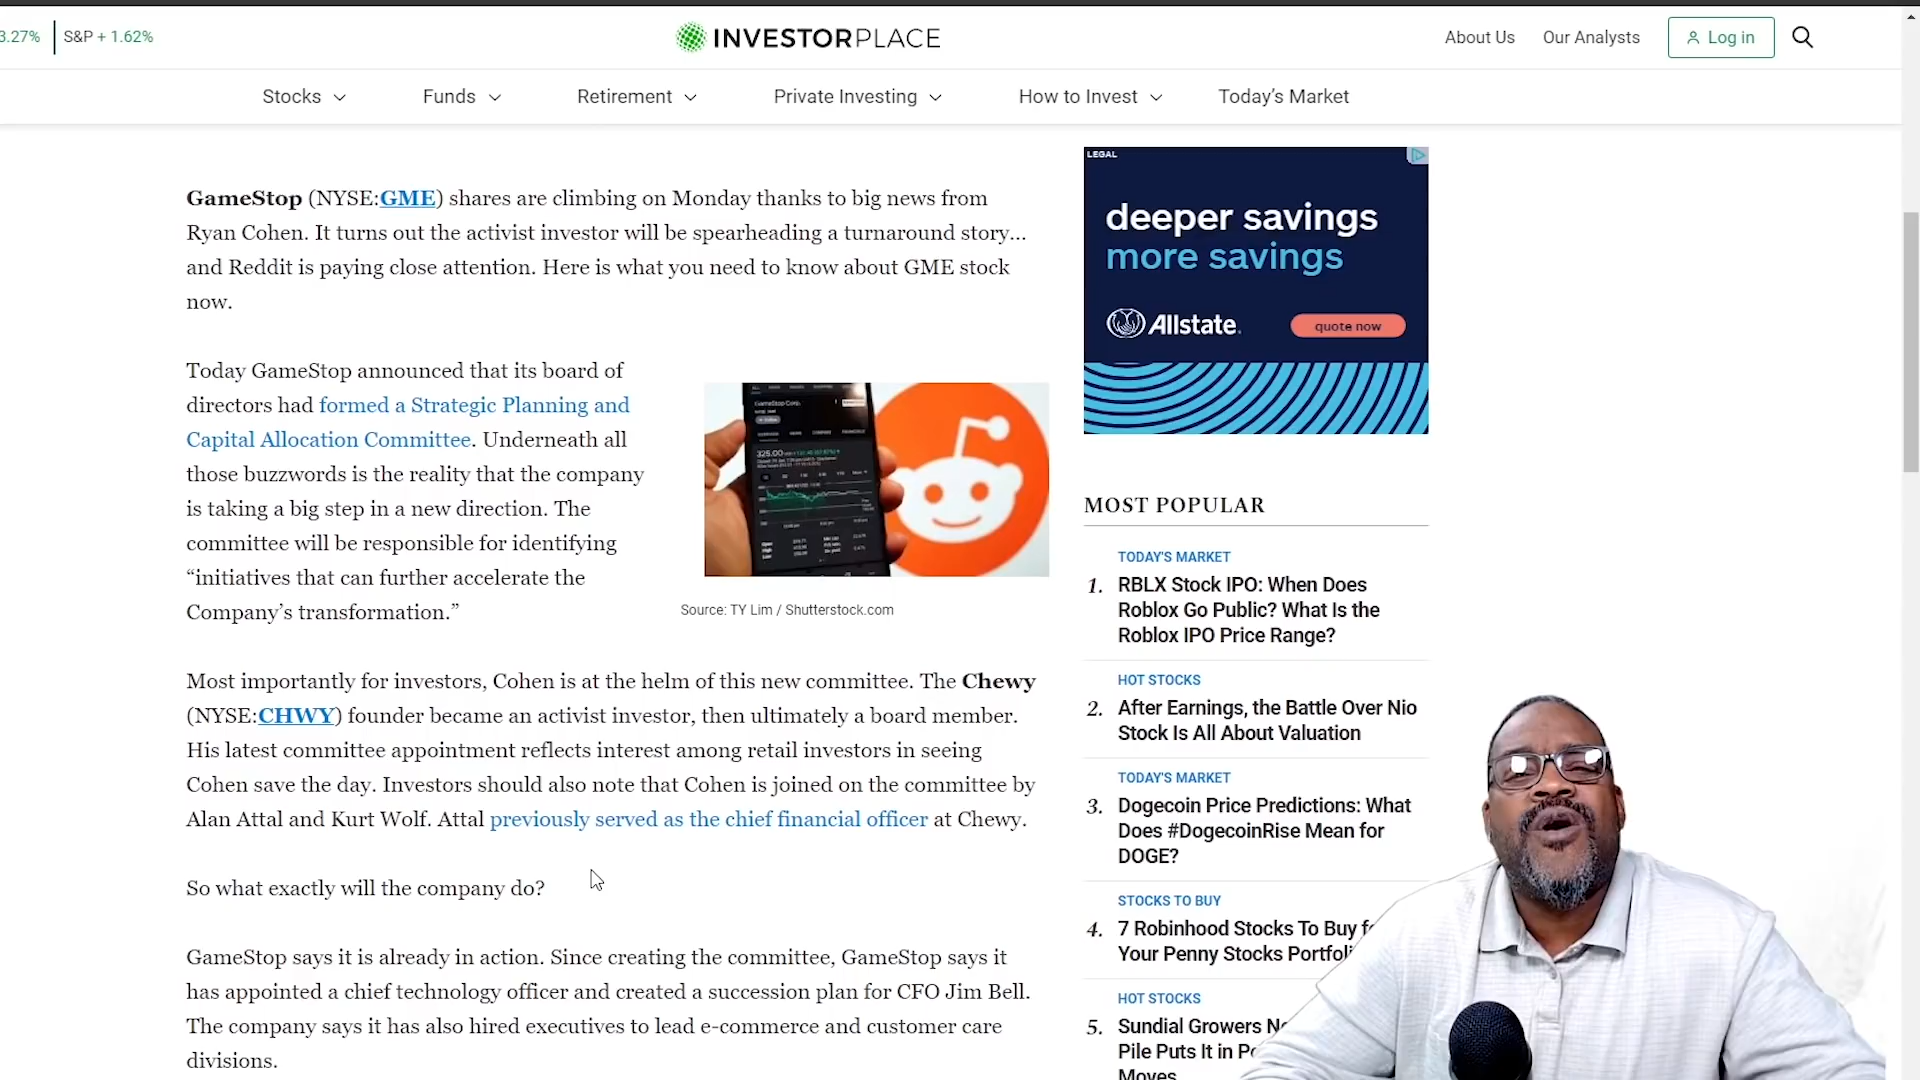 3.27% S&P + 1.62%
INVESTORPLACE
About Us Our Analysts Log in
Stocks Funds Retirement Private Investing How to Invest Today's Market
GameStop (NYSE:GME) shares are climbing on Monday thanks to big news from
Ryan Cohen. It turns out the activist investor will be spearheading a turnaround story…
and Reddit is paying close attention. Here is what you need to know about GME stock
now.
Today GameStop announced that its board of
directors had formed a Strategic Planning and
Capital Allocation Committee. Underneath all
those buzzwords is the reality that the company
is taking a big step in a new direction. The
committee will be responsible for identifying
“initiatives that can further accelerate the
Company’s transformation.”
GameStop Corp.
325.00
Source: TY Lim / Shutterstock.com
Most importantly for investors, Cohen is at the helm of this new committee. The Chewy
(NYSE:CHWY) founder became an activist investor, then ultimately a board member.
His latest committee appointment reflects interest among retail investors in seeing
Cohen save the day. Investors should also note that Cohen is joined on the committee by
Alan Attal and Kurt Wolf. Attal previously served as the chief financial officer at Chewy.
So what exactly will the company do?
GameStop says it is already in action. Since creating the committee, GameStop says it
has appointed a chief technology officer and created a succession plan for CFO Jim Bell.
The company says it has also hired executives to lead e-commerce and customer care
divisions.
LEGAL
deeper savings
more savings
Allstate.
quote now
MOST POPULAR
TODAY'S MARKET
1. RBLX Stock IPO: When Does
Roblox Go Public? What Is the
Roblox IPO Price Range?
HOT STOCKS
2. After Earnings, the Battle Over Nio
Stock Is All About Valuation
TODAY'S MARKET
3. Dogecoin Price Predictions: What
Does #DogecoinRise Mean for
DOGE?
STOCKS TO BUY
4. 7 Robinhood Stocks To Buy
Your Penny Stocks
HOT STOCKS
5. Sundial Growers
Pile Puts It in
Moves